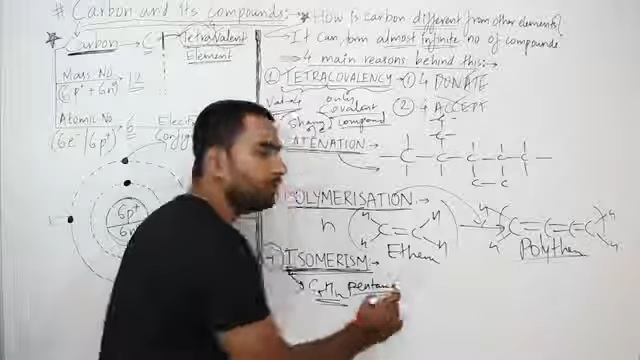 # Carbon and its compounds:
Carbon → C → Tetravalent
Element
Mass No.
(6p⁺ + 6n⁰) → 12
Atomic No.
(6e⁻ | 6p⁺) → 6
6p⁺
* How is carbon different from other elements?
It can form almost infinite no of compounds
⇒ 4 main reasons behind this:→
① TETRACOVALENCY → ① 4 DONATE
② 4 ACCEPT
only
Covalent
compound
CATENATION →
–C–C–C–C–C–
C–C
POLYMERISATION →
n
H H
C=C
H H
Ethene
H H
C=C=C=C
H H
Polythene
ISOMERISM →
C₅H₁₂ pentane